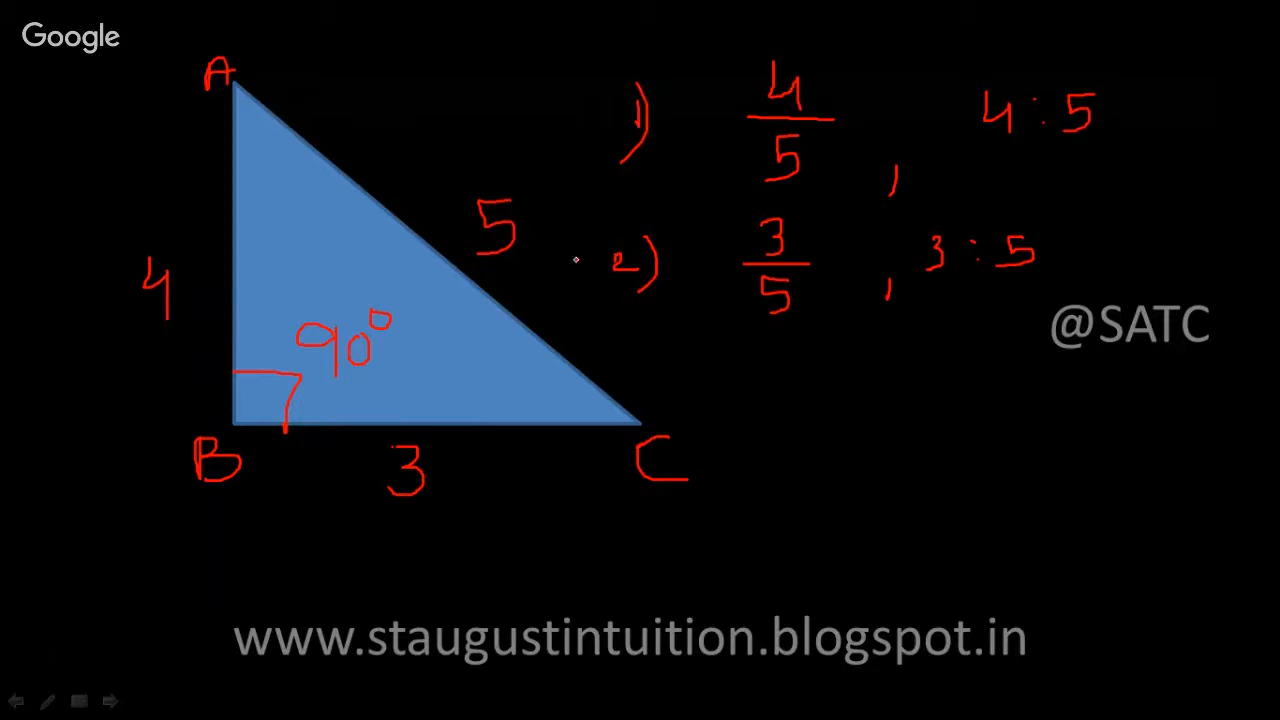 Google
A
1) 4/5 , 4:5
5
2) 3/5 , 3:5
4
90°
@SATC
B
3
C
www.staugustintuition.blogspot.in